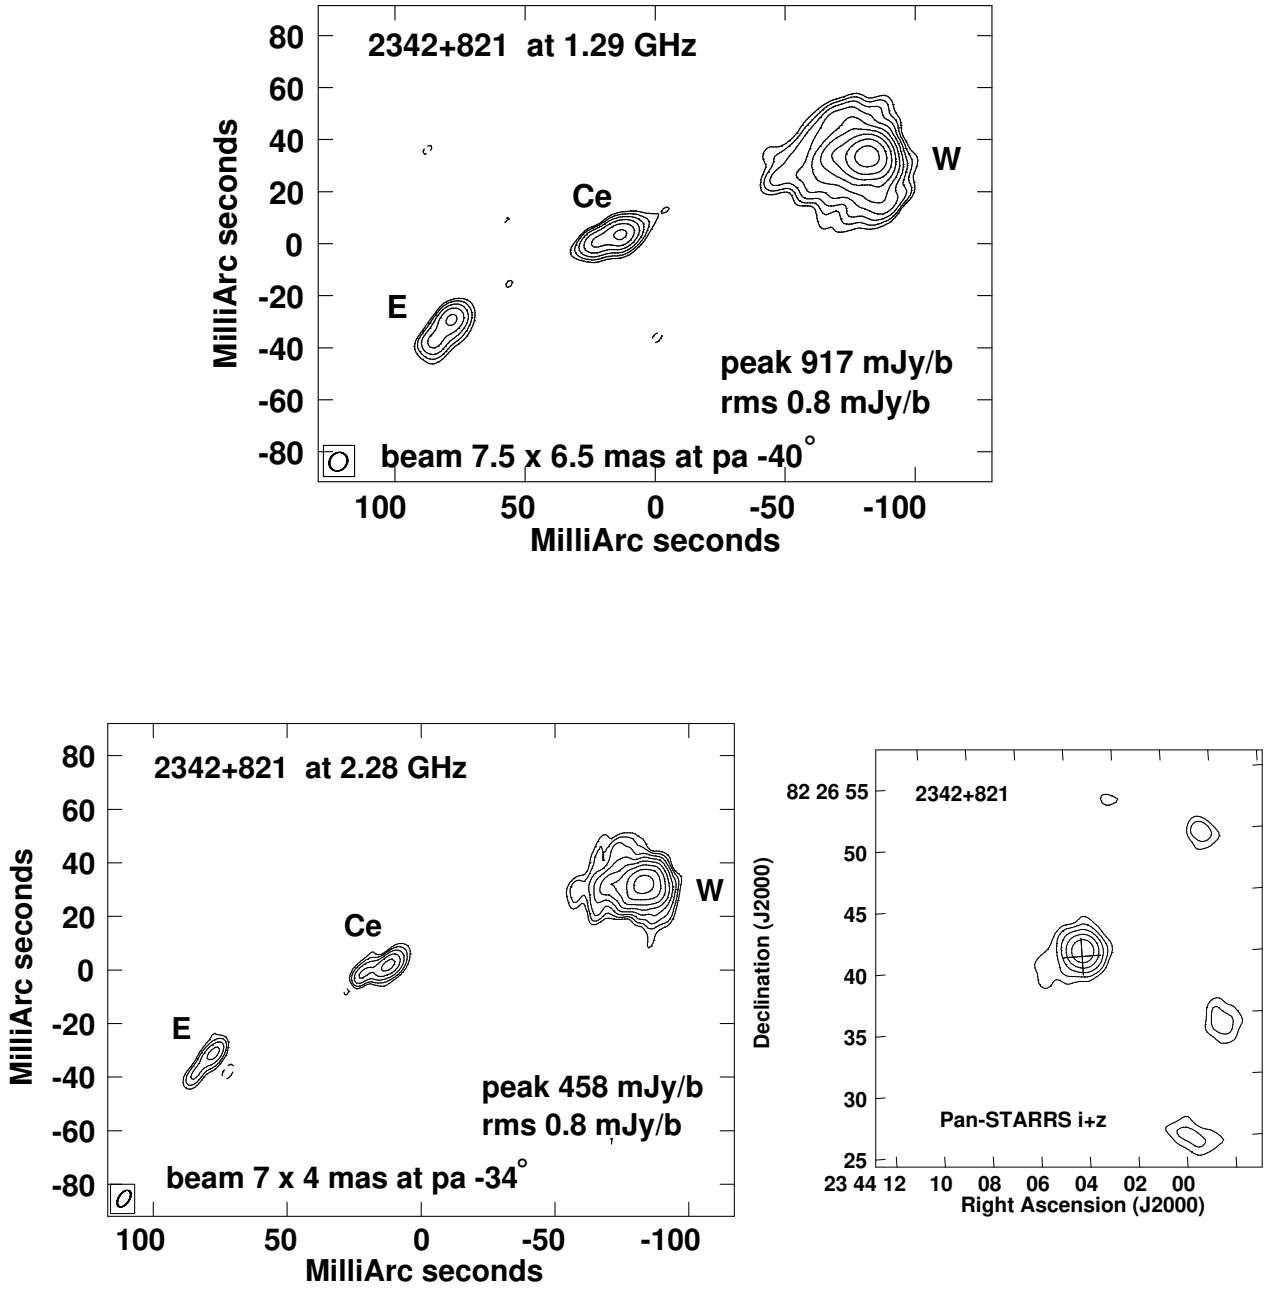 2342+821 at 1.29 GHz
80
60
40
20
0
-20
-40
-60
-80
MilliArc seconds
W
Ce
E
peak 917 mJy/b
rms 0.8 mJy/b
beam 7.5 x 6.5 mas at pa -40°
100 50 0 -50 -100
MilliArc seconds
2342+821 at 2.28 GHz
80
60
40
20
0
-20
-40
-60
-80
MilliArc seconds
W
Ce
E
peak 458 mJy/b
rms 0.8 mJy/b
beam 7 x 4 mas at pa -34°
100 50 0 -50 -100
MilliArc seconds
2342+821
82 26 55
50
45
40
35
30
25
Declination (J2000)
Pan-STARRS i+z
23 44 12 10 08 06 04 02 00
Right Ascension (J2000)